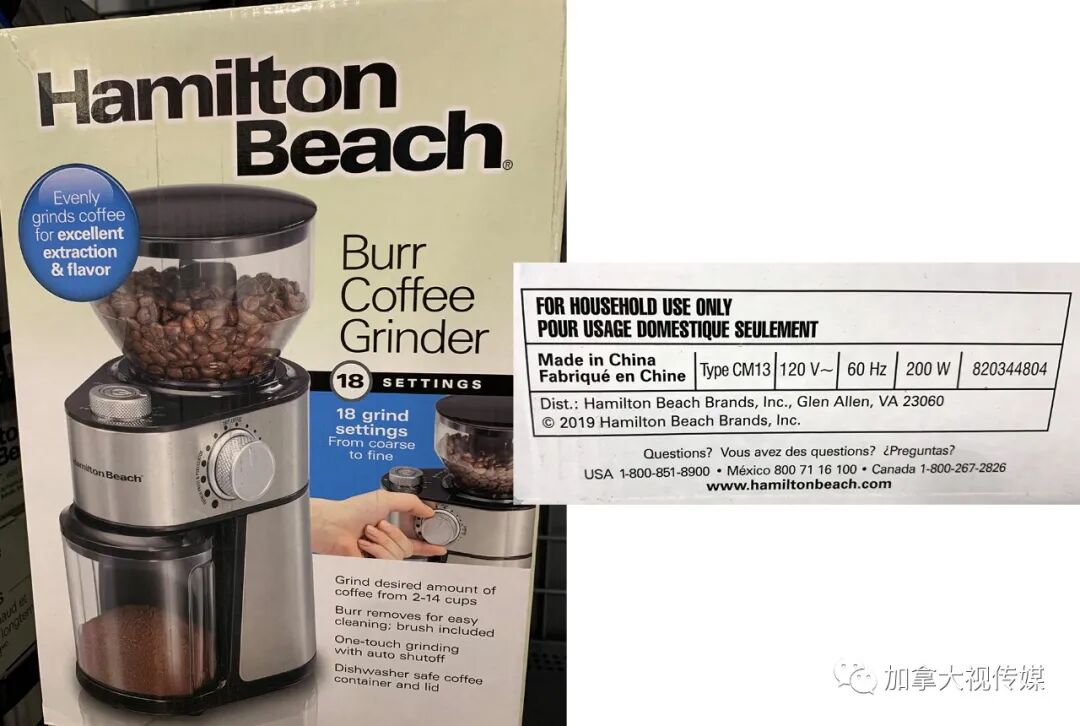 Hamilton
Beach®
Evenly
grinds coffee
for excellent
extraction
& flavor
Burr
Coffee
Grinder
18 SETTINGS
18 grind
settings
From coarse
to fine
Hamilton Beach
Grind desired amount of
coffee from 2-14 cups
Burr removes for easy
cleaning; brush included
One-touch grinding
with auto shutoff
Dishwasher safe coffee
container and lid
FOR HOUSEHOLD USE ONLY
POUR USAGE DOMESTIQUE SEULEMENT
Made in China
Fabriqué en Chine
Type CM13
120 V~
60 Hz
200 W
820344804
Dist.: Hamilton Beach Brands, Inc., Glen Allen, VA 23060
© 2019 Hamilton Beach Brands, Inc.
Questions? Vous avez des questions? ¿Preguntas?
USA 1-800-851-8900 • México 800 71 16 100 • Canada 1-800-267-2826
www.hamiltonbeach.com
加拿大视传媒